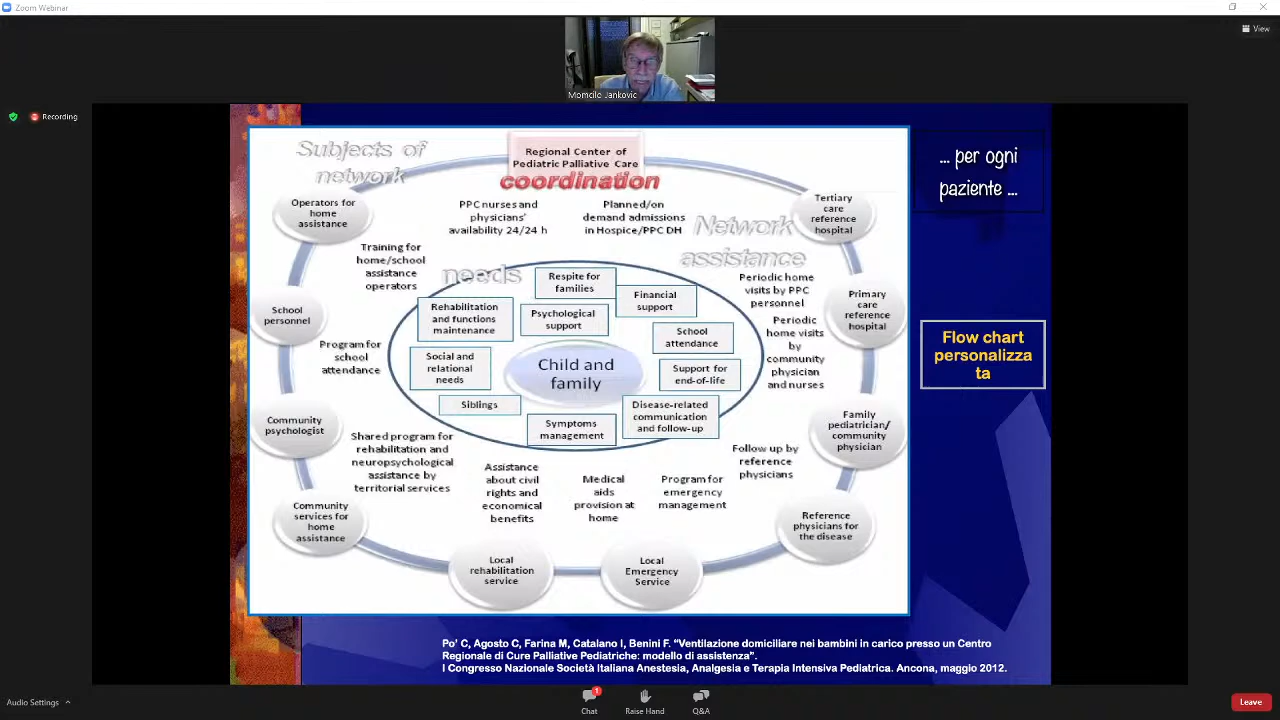 Zoom Webinar
View
Momcilo Jankovic
Recording
Subjects of
network
Regional Center of
Pediatric Palliative Care
coordination
... per ogni
paziente ...
Operators for
home
assistance
PPC nurses and
physicians'
availability 24/24 h
Planned/on
demand admissions
in Hospice/PPC DH
Network
assistance
Tertiary
care
reference
hospital
Training for
home/school
assistance
operators
needs
Respite for
families
Financial
support
Periodic home
visits by PPC
personnel
Primary
care
reference
hospital
School
personnel
Rehabilitation
and functions
maintenance
Psychological
support
School
attendance
Periodic
home visits
by
community
physician
and nurses
Flow chart
personalizza
ta
Program for
school
attendance
Social and
relational
needs
Child and
family
Support for
end-of-life
Siblings
Symptoms
management
Disease-related
communication
and follow-up
Community
psychologist
Family
pediatrician/
community
physician
Shared program for
rehabilitation and
neuropsychological
assistance by
territorial services
Assistance
about civil
rights and
economical
benefits
Medical
aids
provision at
home
Program for
emergency
management
Follow up by
reference
physicians
Community
services for
home
assistance
Reference
physicians for
the disease
Local
rehabilitation
service
Local
Emergency
Service
Po' C, Agosto C, Farina M, Catalano I, Benini F. “Ventilazione domiciliare nei bambini in carico presso un Centro
Regionale di Cure Palliative Pediatriche: modello di assistenza”.
I Congresso Nazionale Società Italiana Anestesia, Analgesia e Terapia Intensiva Pediatrica. Ancona, maggio 2012.
Audio Settings
1
Chat
Raise Hand
Q&A
Leave